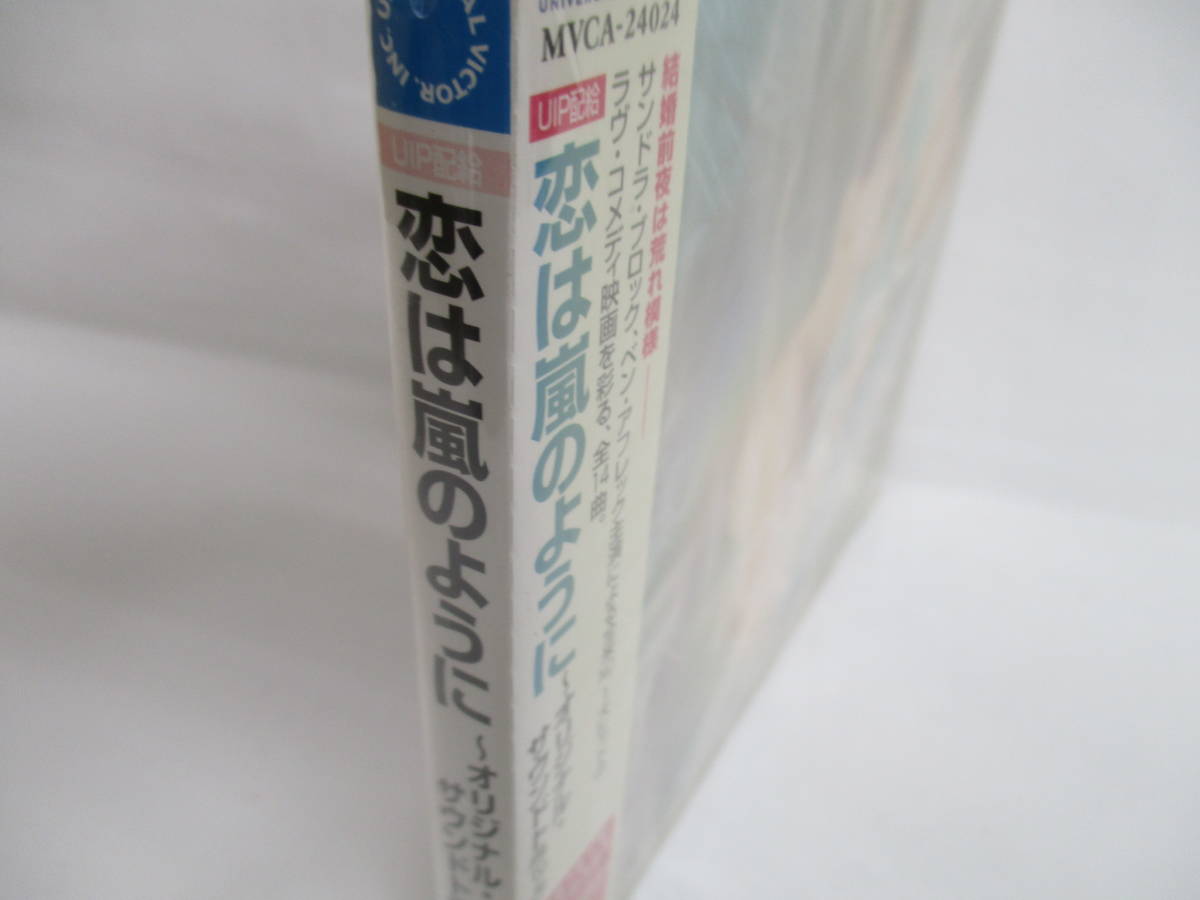 AL VICTOR, INC.
UIP配給
恋は嵐のように
〜オリジナル・
サウンドト
UNIVERS
MVCA-24024
UIP配給
恋は嵐のように
結婚前夜は荒れ模様
サンドラ・ブロック、ベン・アフレック主演
ラヴ・コメディ映画を彩る、全14曲。